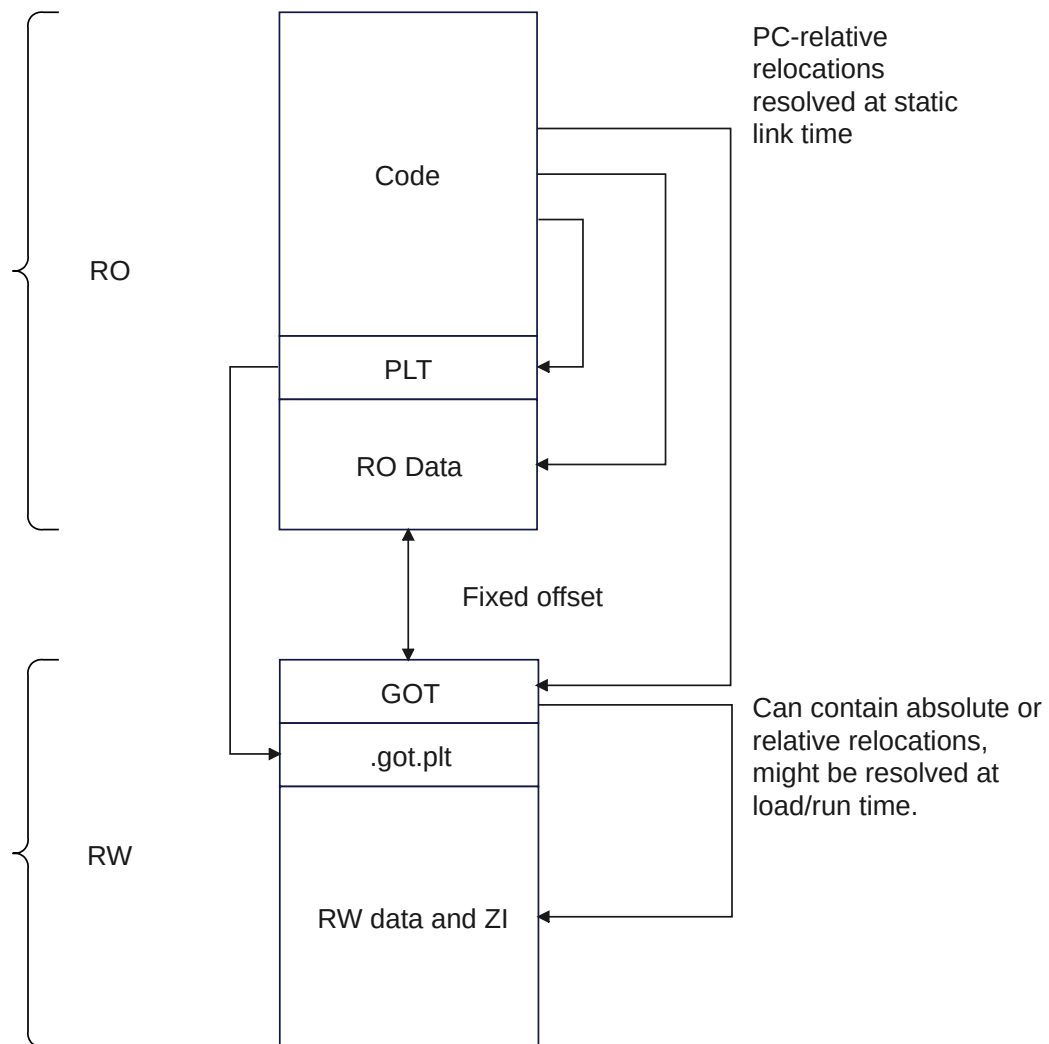 PC-relative
relocations
resolved at static
link time
Code
RO
PLT
RO Data
Fixed offset
GOT
Can contain absolute or
relative relocations,
might be resolved at
load/run time.
.got.plt
RW
RW data and ZI